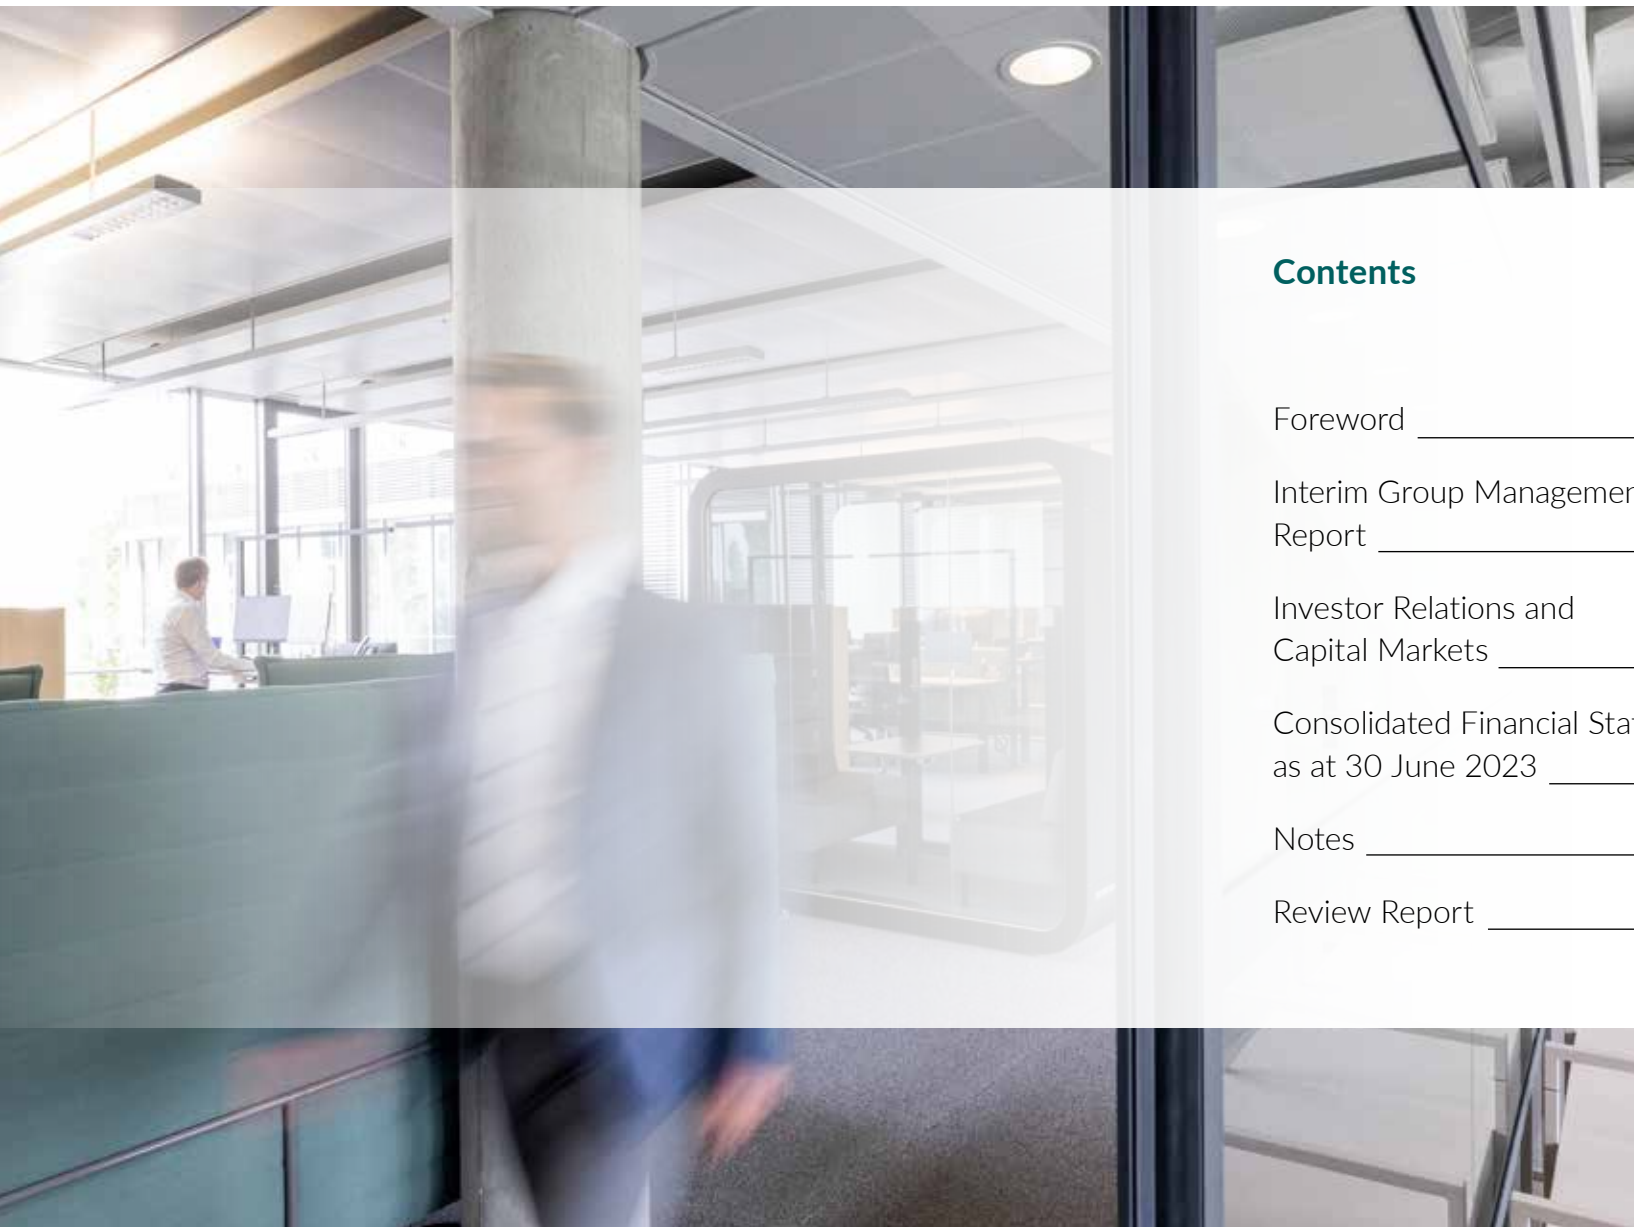 Contents
Foreword
Interim Group Managemen
Report
Investor Relations and
Capital Markets
Consolidated Financial Sta
as at 30 June 2023
Notes
Review Report